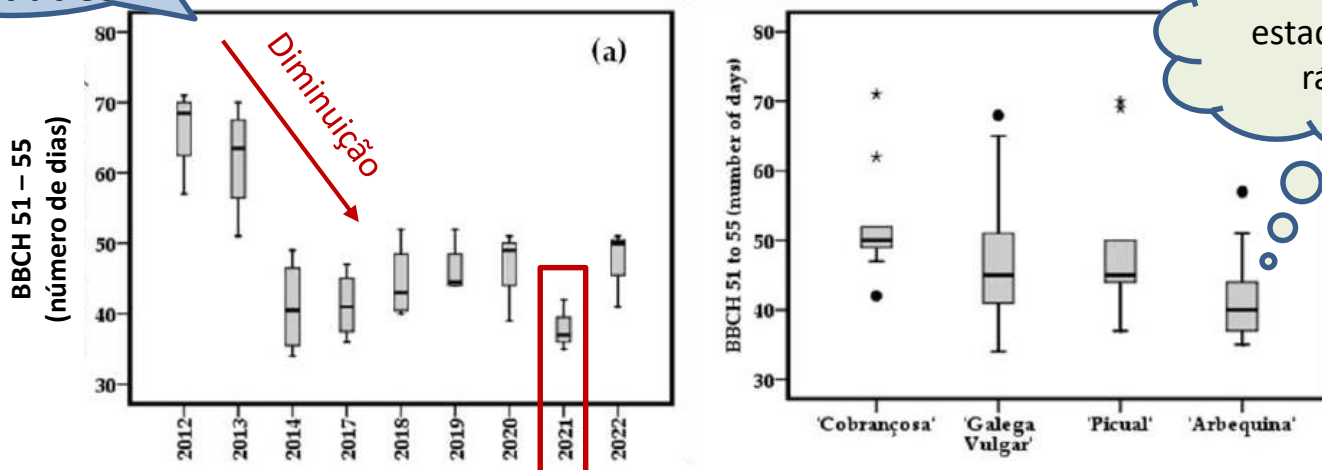 (a)
Diminuição
BBCH 51 – 55
(número de dias)
80
70
60
50
40
30
2012
2013
2014
2017
2018
2019
2020
2021
2022
BBCH 51 to 55 (number of days)
80
70
60
50
40
30
'Cobrançosa'
'Galega
Vulgar'
'Picual'
'Arbequina'